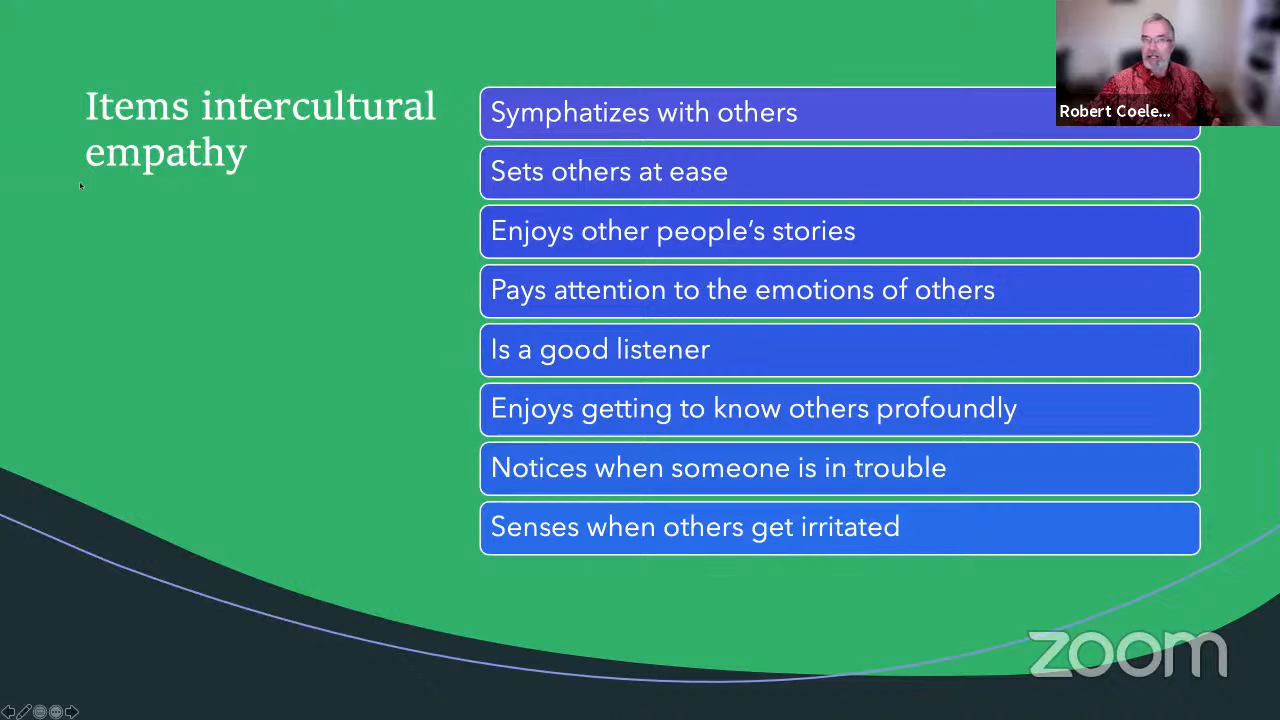 Items intercultural
empathy
Symphatizes with others
Sets others at ease
Enjoys other people’s stories
Pays attention to the emotions of others
Is a good listener
Enjoys getting to know others profoundly
Notices when someone is in trouble
Senses when others get irritated
Robert Coele...
zoom